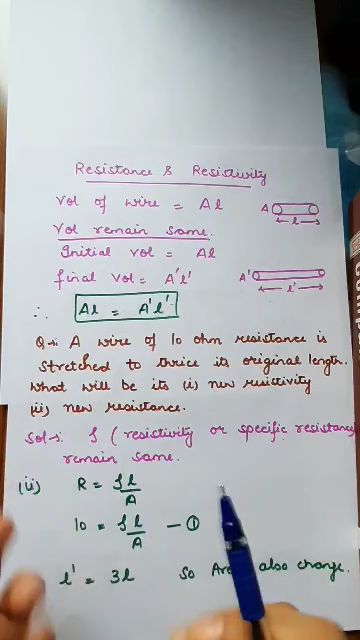 Resistance & Resistivity
Vol of wire = Al
A
l
Vol remain same.
Initial vol = Al
final vol = A'l'
A'
l'
∴ Al = A'l'
Q→: A wire of 10 ohm resistance is
stretched to thrice its original length.
What will be its (i) new resistivity
(ii) new resistance.
Sol→: ρ (resistivity or specific resistance
remain same.
(ii) R = ρl/A
10 = ρl/A — ①
l' = 3l So Area also change.